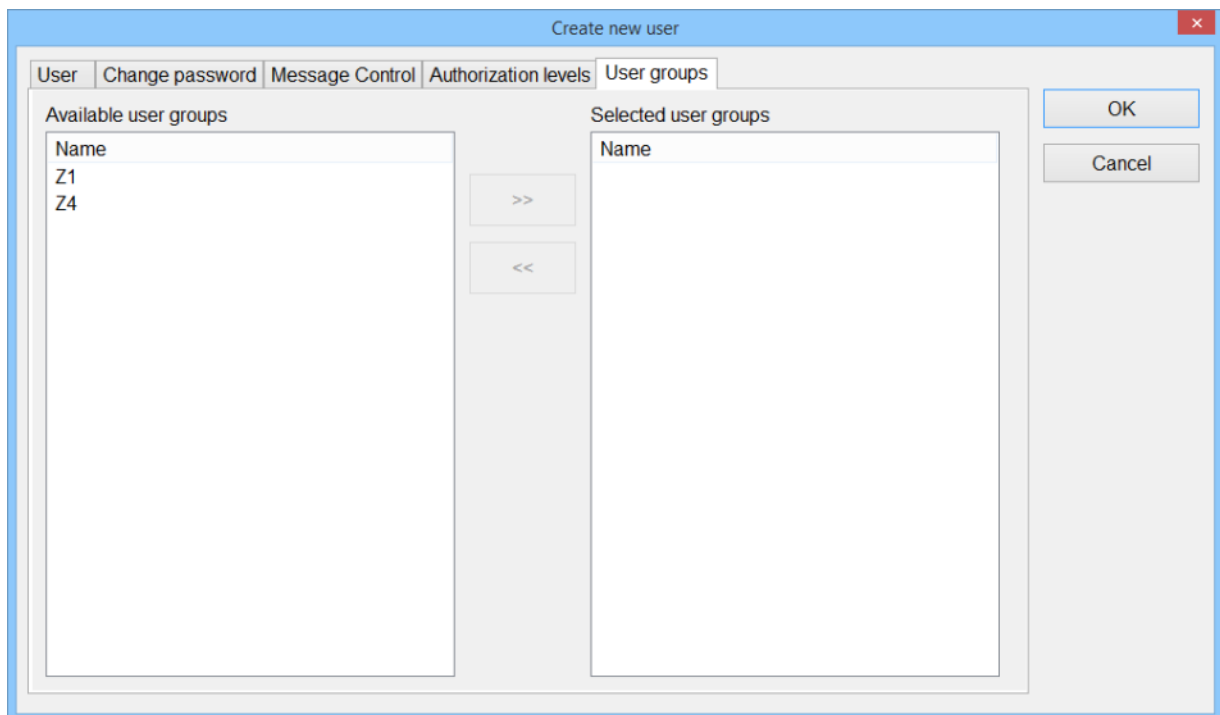 Create new user
User
Change password
Message Control
Authorization levels
User groups
Available user groups
Name
Z1
Z4
>>
<<
Selected user groups
Name
OK
Cancel